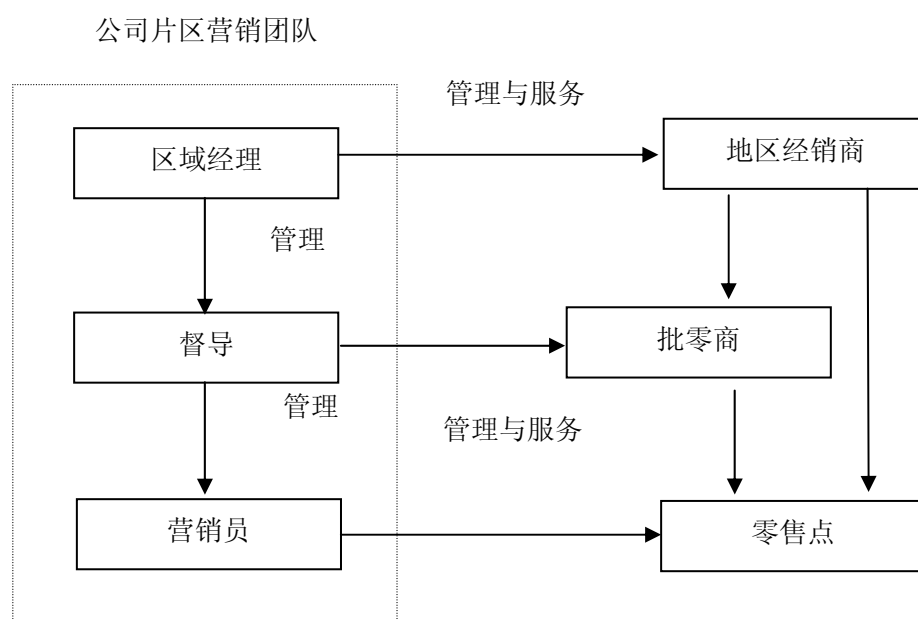 公司片区营销团队
管理与服务
区域经理
地区经销商
管理
督导
批零商
管理
管理与服务
营销员
零售点